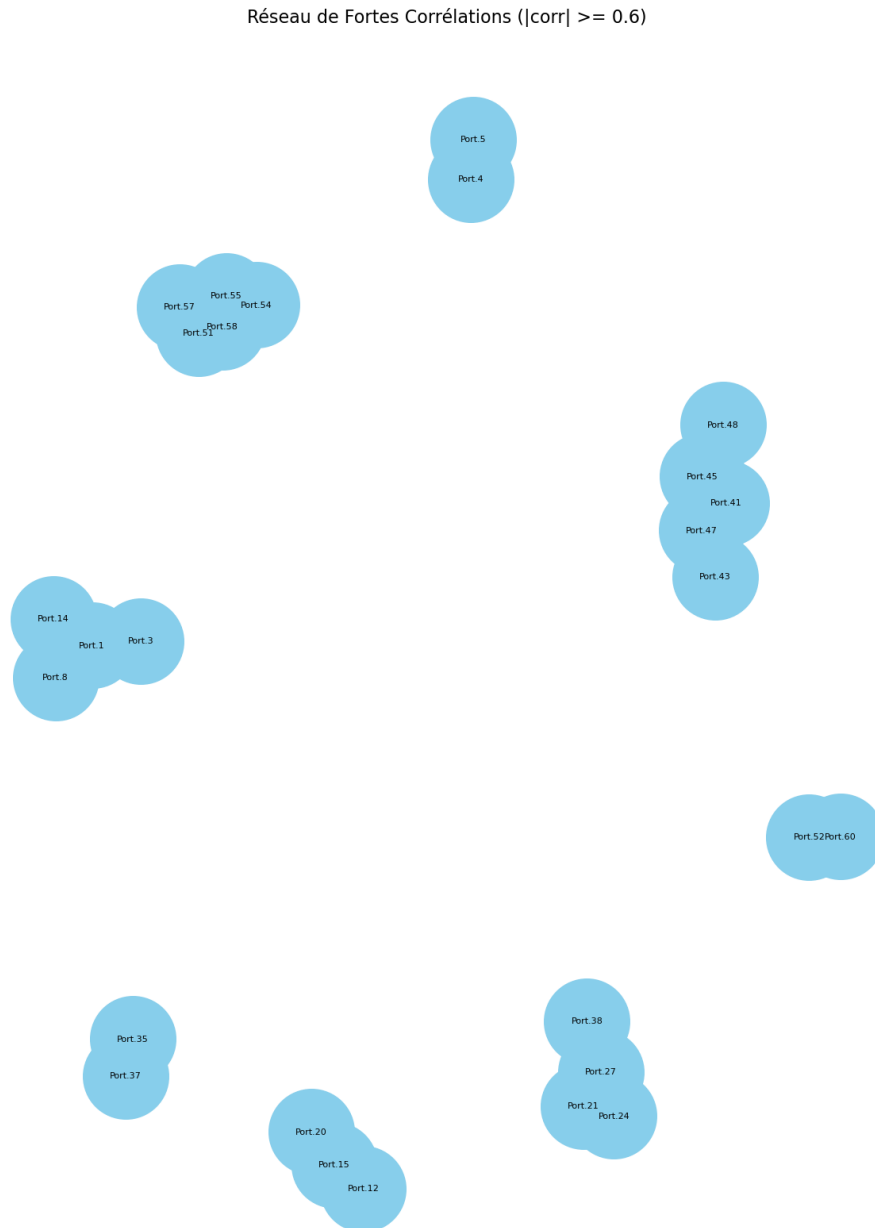 Réseau de Fortes Corrélations (|corr| >= 0.6)
Port.5
Port.4
Port.55
Port.57
Port.54
Port.58
Port.51
Port.48
Port.45
Port.41
Port.47
Port.43
Port.14
Port.3
Port.1
Port.8
Port.52
Port.60
Port.38
Port.35
Port.27
Port.37
Port.21
Port.24
Port.20
Port.15
Port.12